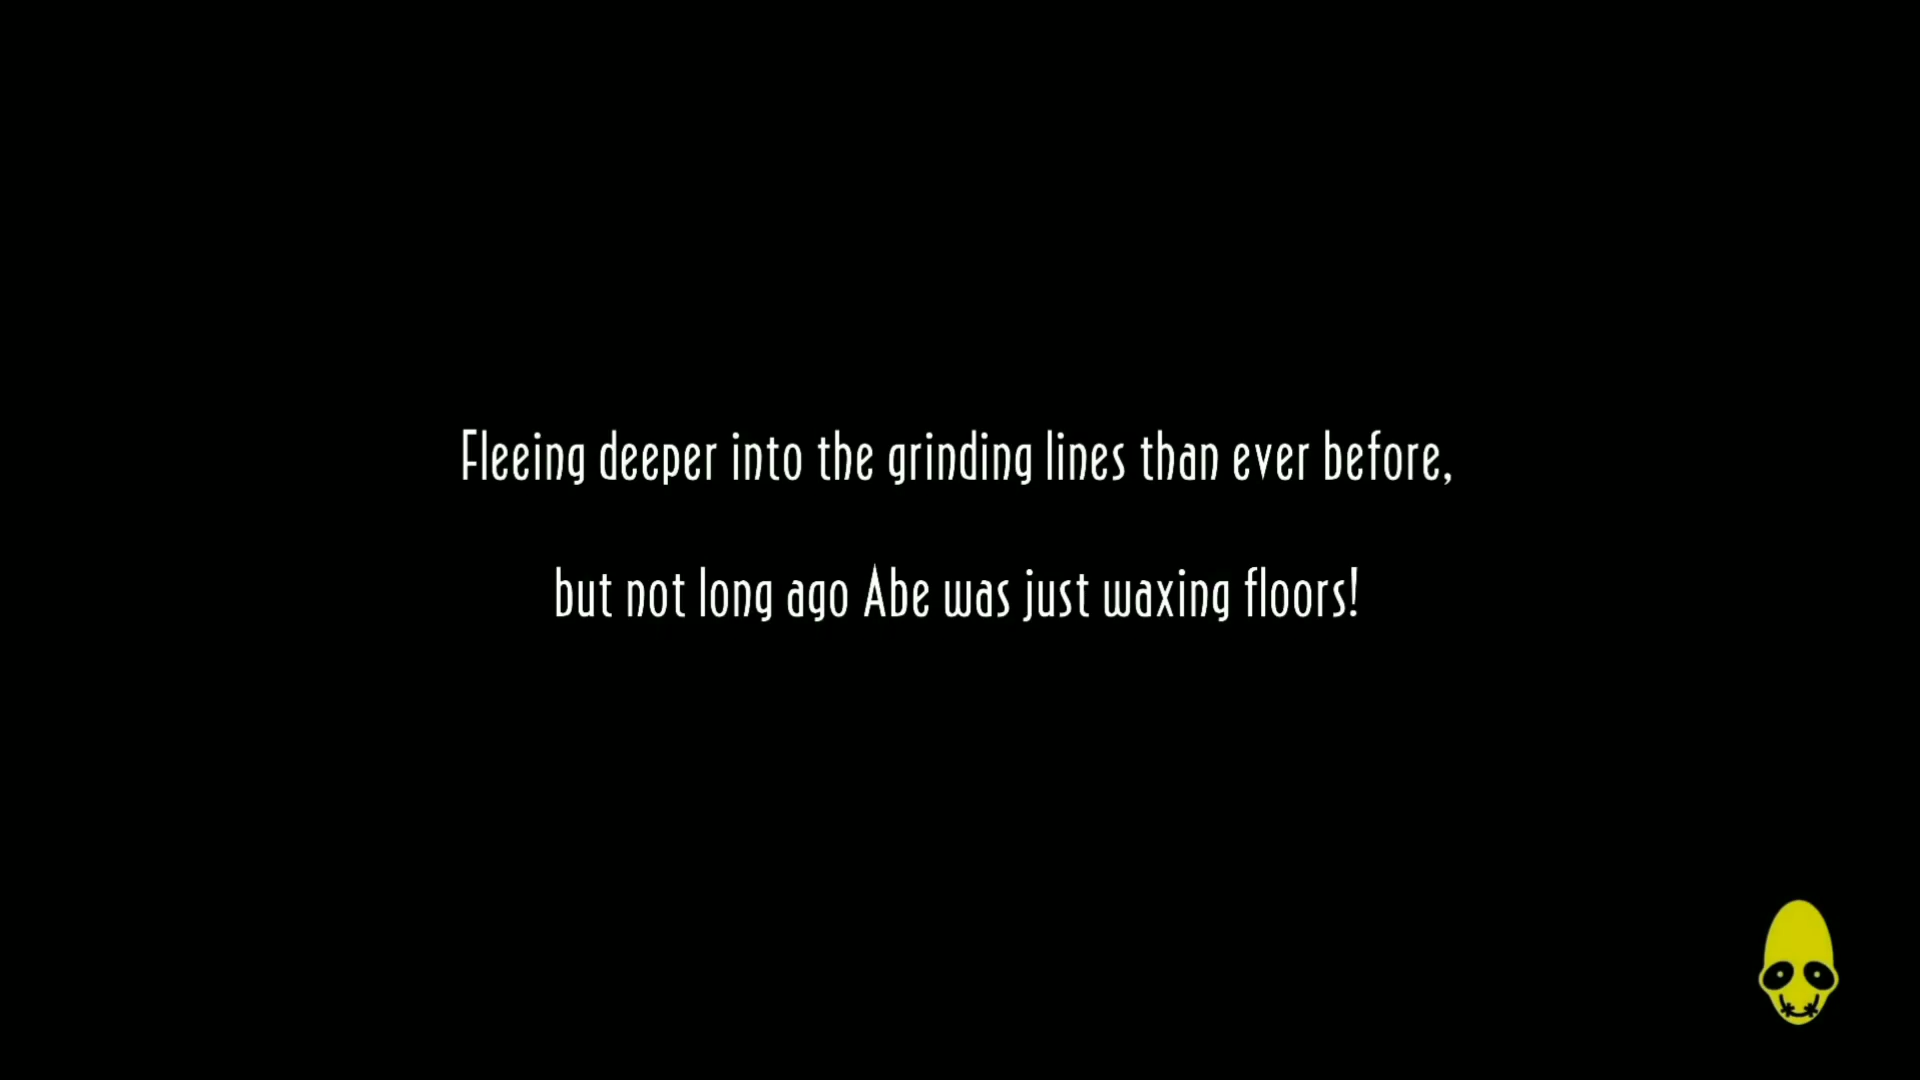 Fleeing deeper into the grinding lines than ever before,
but not long ago Abe was just waxing floors!